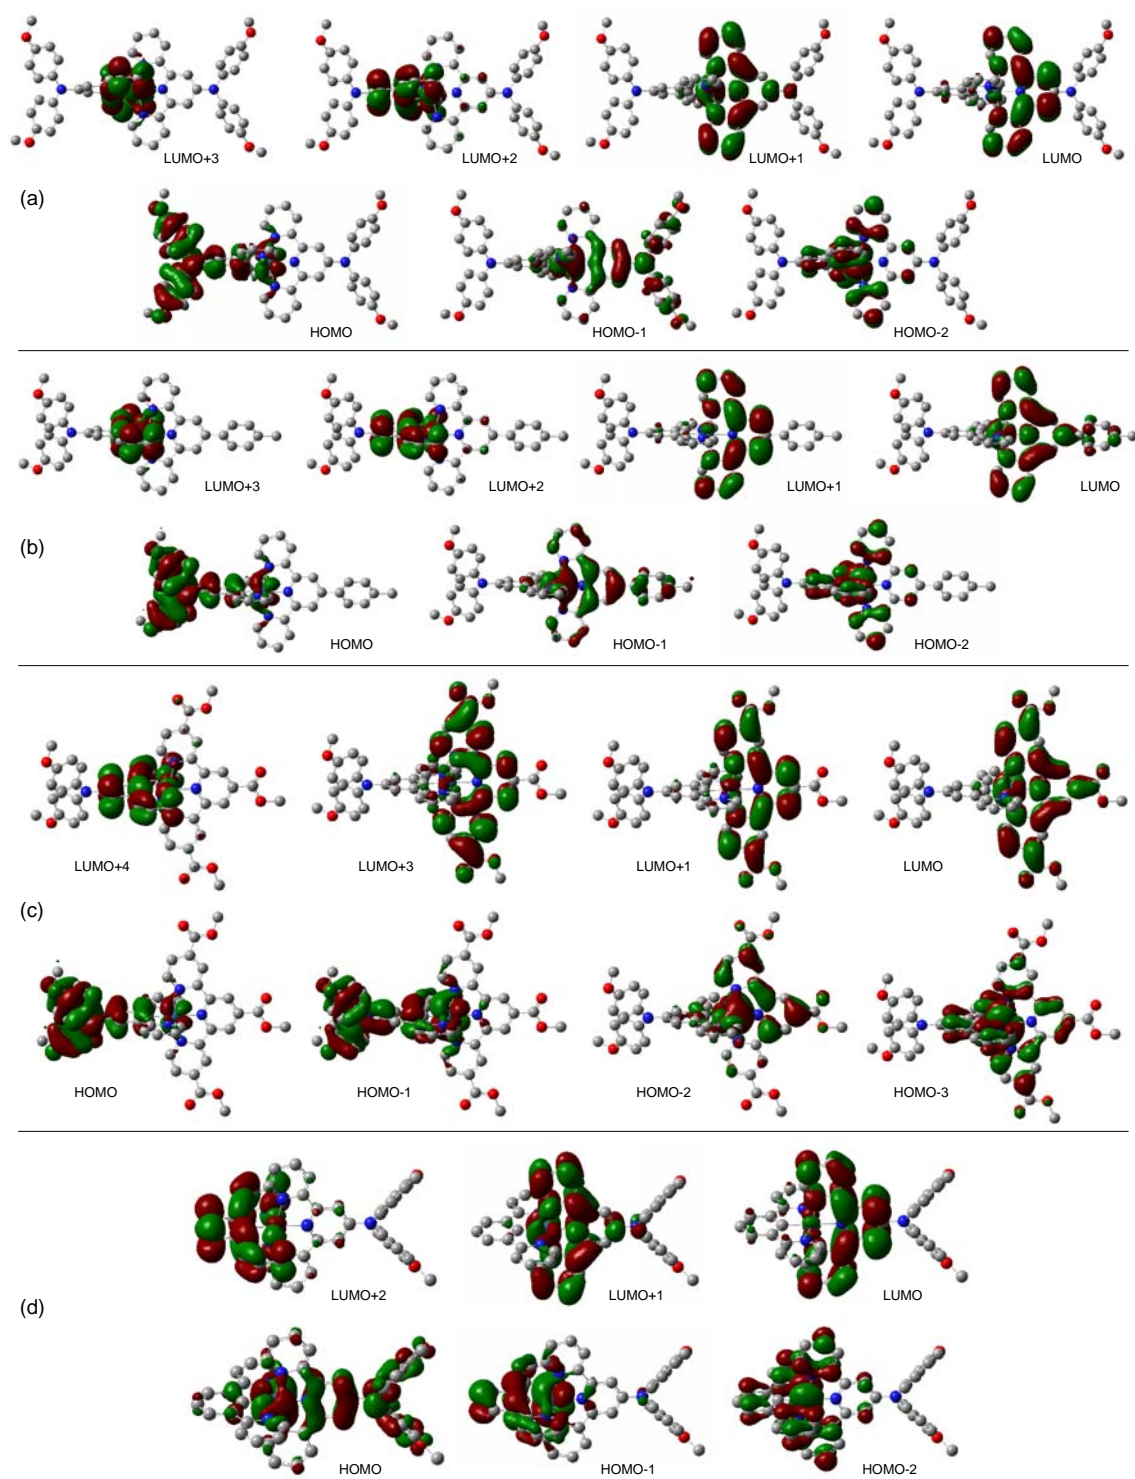 LUMO+3 LUMO+2 LUMO+1 LUMO
(a)
HOMO HOMO-1 HOMO-2
LUMO+3 LUMO+2 LUMO+1 LUMO
(b)
HOMO HOMO-1 HOMO-2
LUMO+4 LUMO+3 LUMO+1 LUMO
(c)
HOMO HOMO-1 HOMO-2 HOMO-3
LUMO+2 LUMO+1 LUMO
(d)
HOMO HOMO-1 HOMO-2